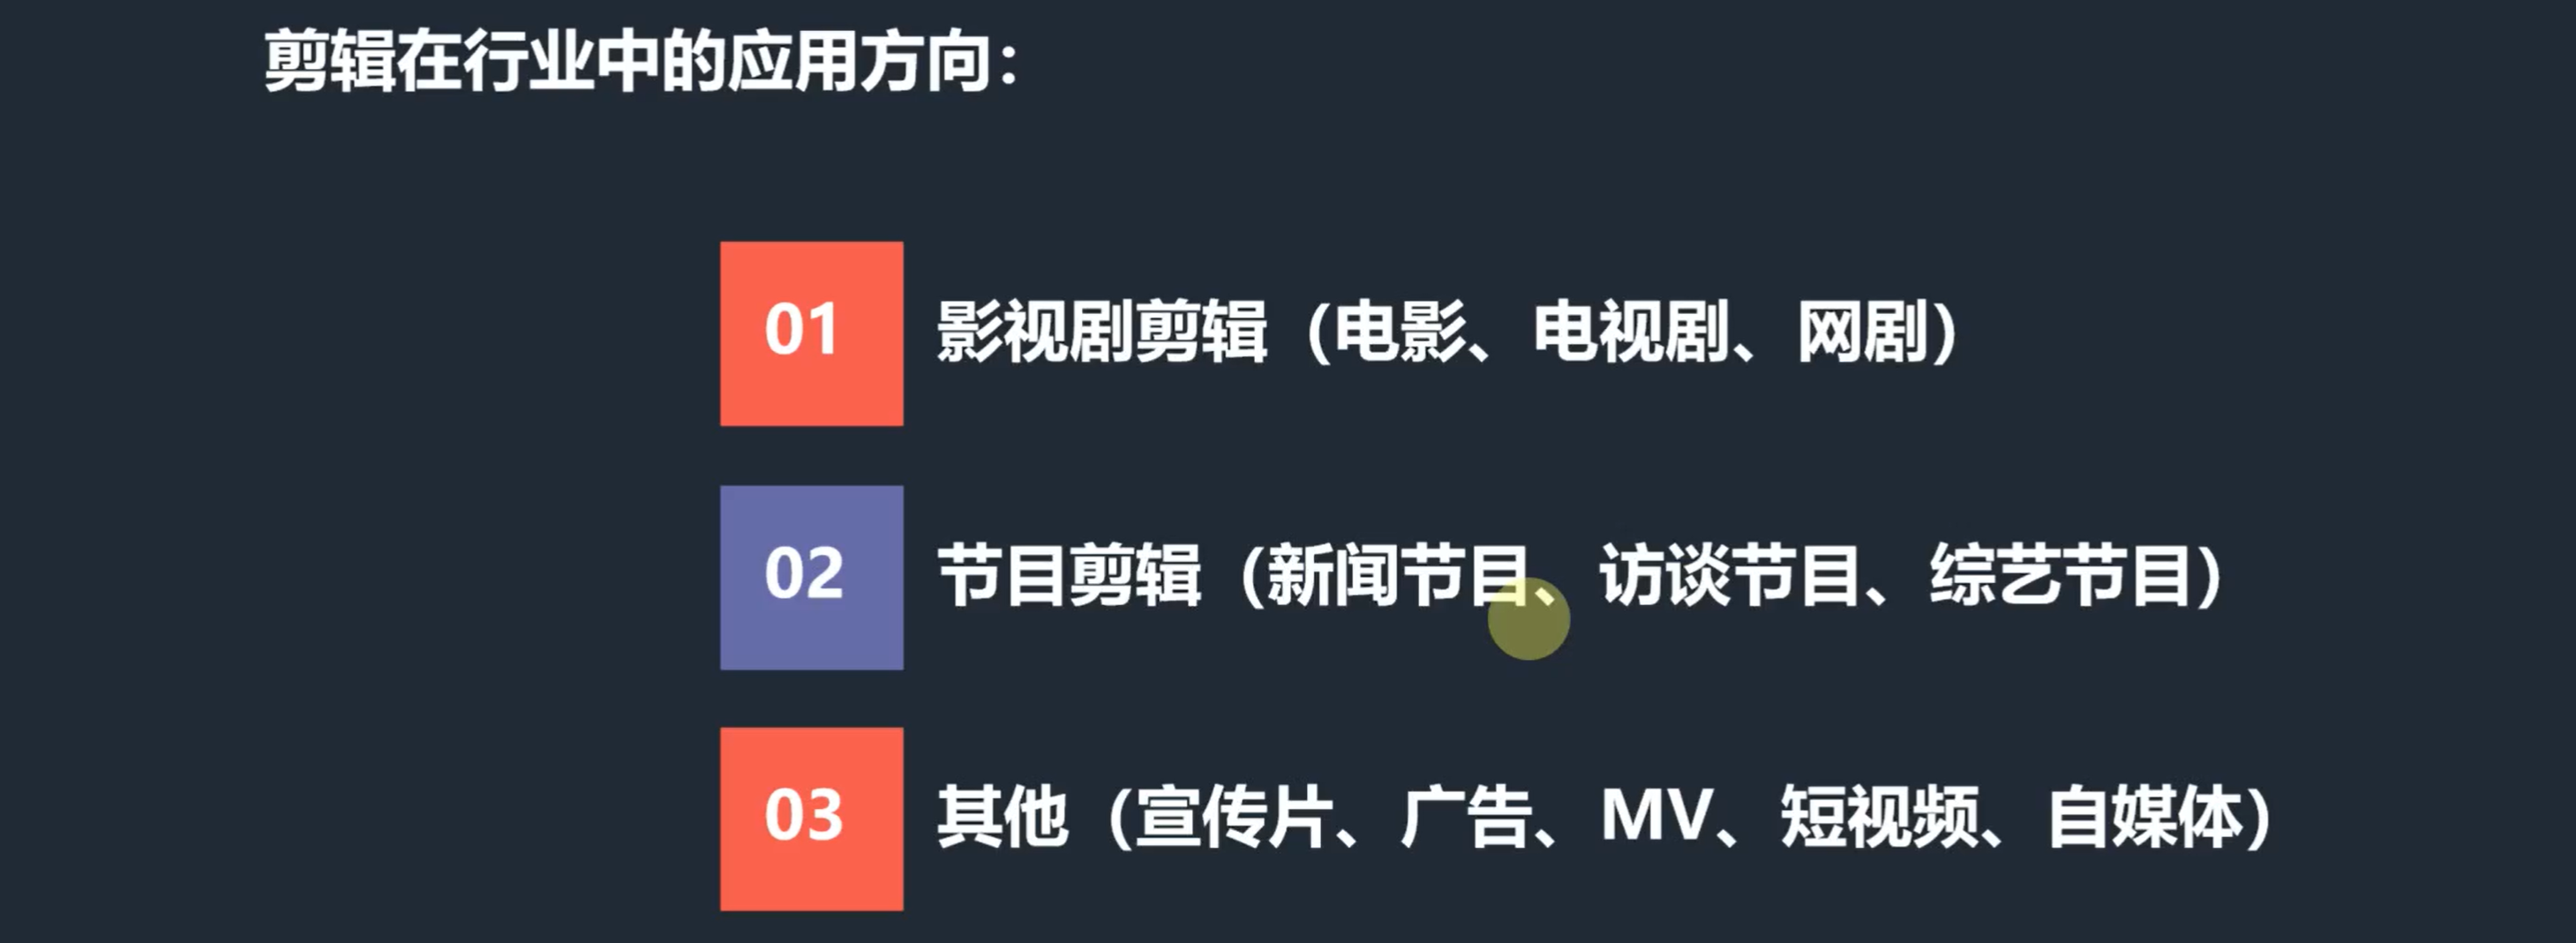 剪辑在行业中的应用方向：
01 影视剧剪辑（电影、电视剧、网剧）
02 节目剪辑（新闻节目、访谈节目、综艺节目）
03 其他（宣传片、广告、MV、短视频、自媒体）